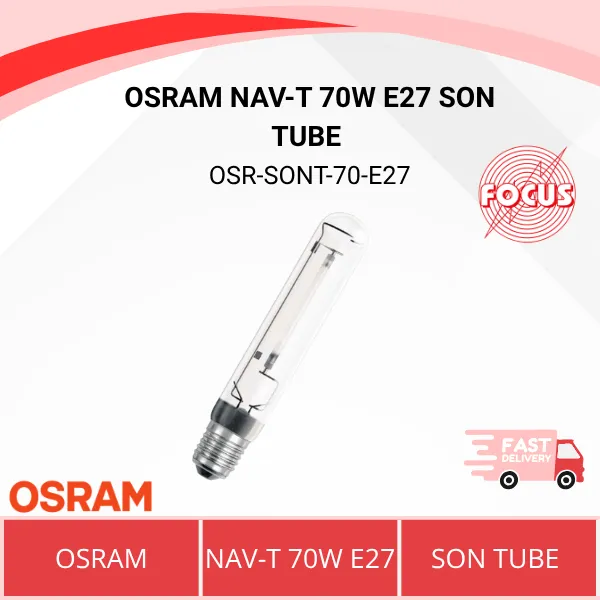 OSRAM NAV-T 70W E27 SON
TUBE
OSR-SONT-70-E27
FOCUS
FAST
DELIVERY
OSRAM
OSRAM
NAV-T 70W E27
SON TUBE